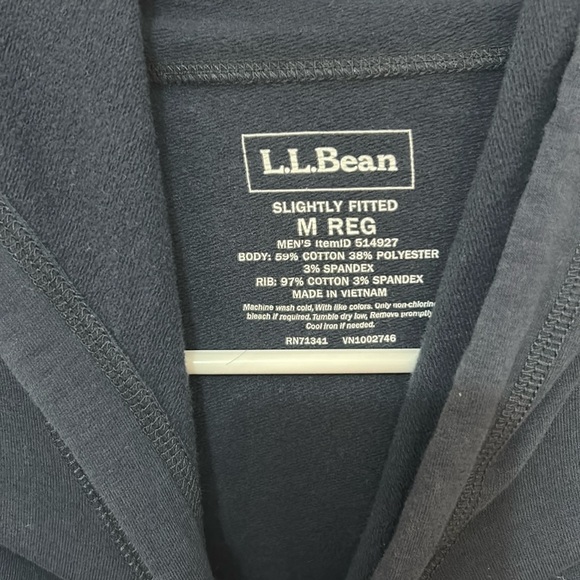 L.L.Bean
SLIGHTLY FITTED
M REG
MEN'S ItemID 514927
BODY: 59% COTTON 38% POLYESTER
3% SPANDEX
RIB: 97% COTTON 3% SPANDEX
MADE IN VIETNAM
Machine wash cold, With like colors. Only non-chlorine
bleach if required. Tumble dry low, Remove promptly
Cool iron if needed.
RN71341 VN1002746